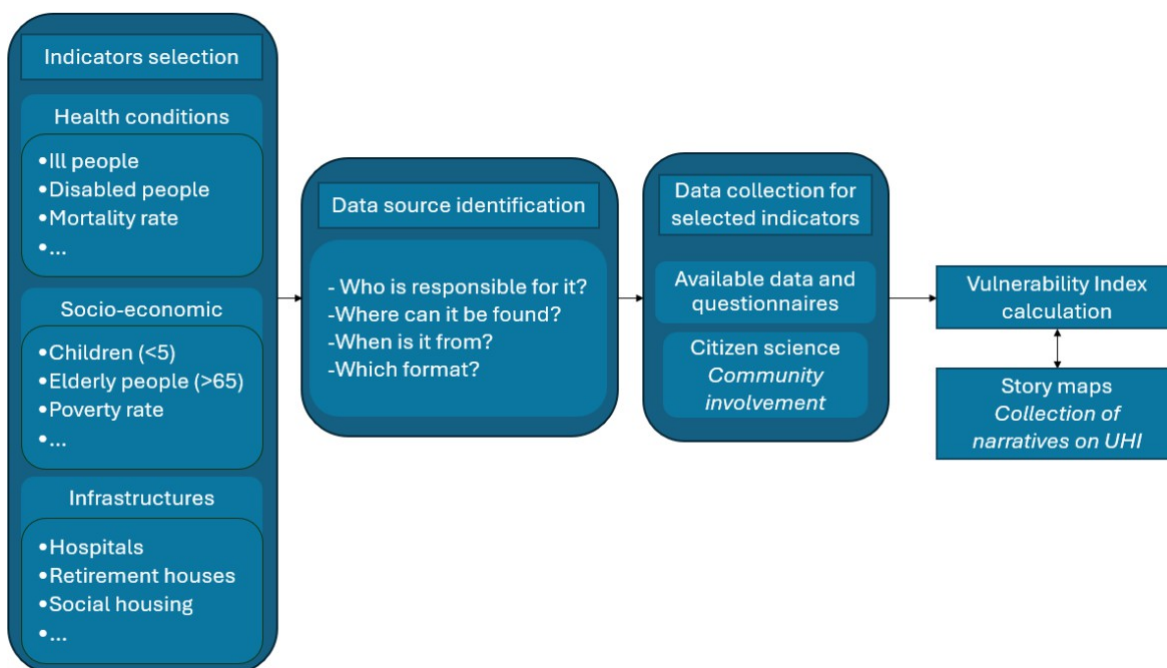 Indicators selection
Health conditions
•Ill people
•Disabled people
•Mortality rate
•...
Socio-economic
•Children (<5)
•Elderly people (>65)
•Poverty rate
•...
Infrastructures
•Hospitals
•Retirement houses
•Social housing
•...
Data source identification
- Who is responsible for it?
-Where can it be found?
-When is it from?
-Which format?
Data collection for
selected indicators
Available data and
questionnaires
Citizen science
Community
involvement
Vulnerability Index
calculation
Story maps
Collection of
narratives on UHI